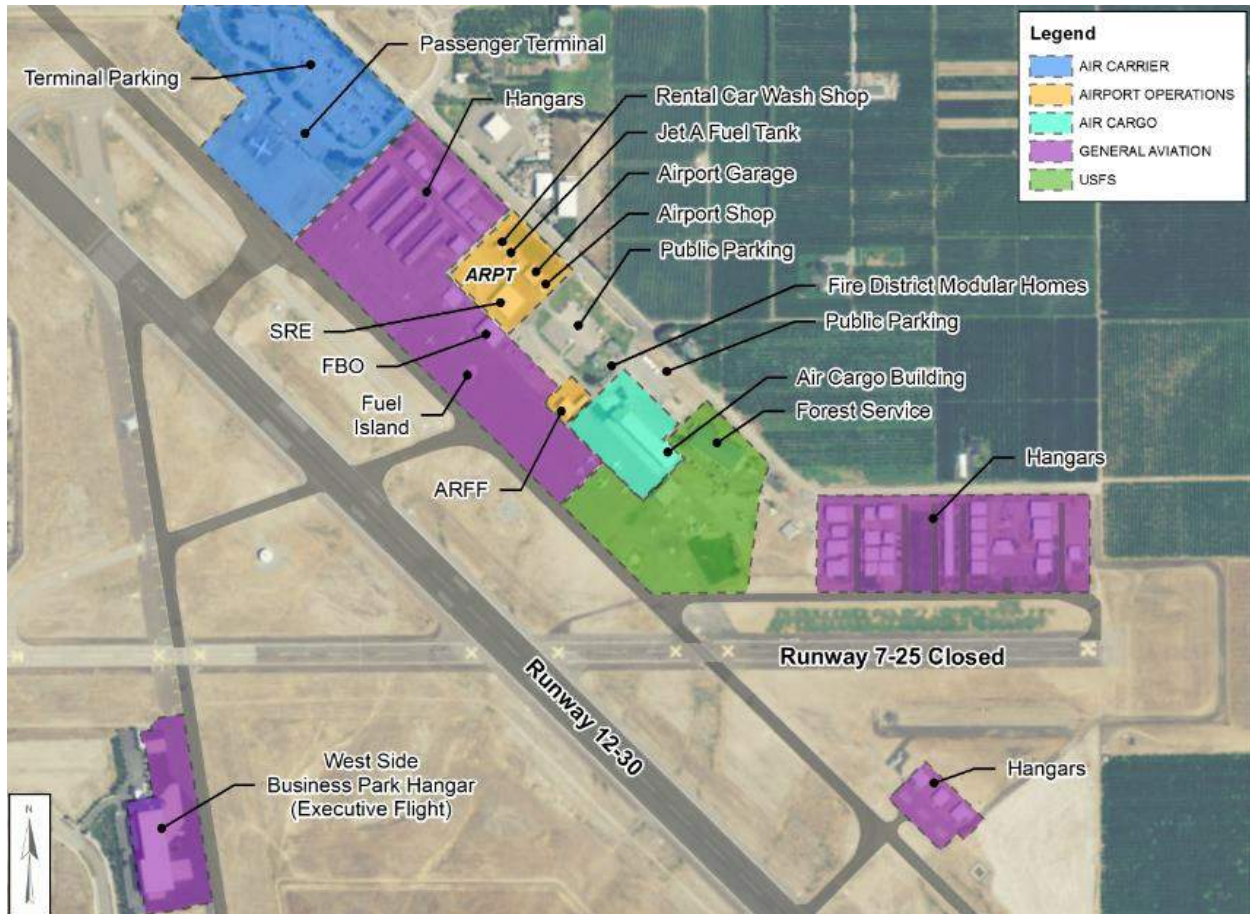 Legend
AIR CARRIER
AIRPORT OPERATIONS
AIR CARGO
GENERAL AVIATION
USFS
Passenger Terminal
Terminal Parking
Hangars
Rental Car Wash Shop
Jet A Fuel Tank
Airport Garage
Airport Shop
Public Parking
ARPT
Fire District Modular Homes
SRE
Public Parking
FBO
Air Cargo Building
Fuel
Island
Forest Service
Hangars
ARFF
Runway 7-25 Closed
Runway 12-30
West Side
Business Park Hangar
(Executive Flight)
Hangars
N